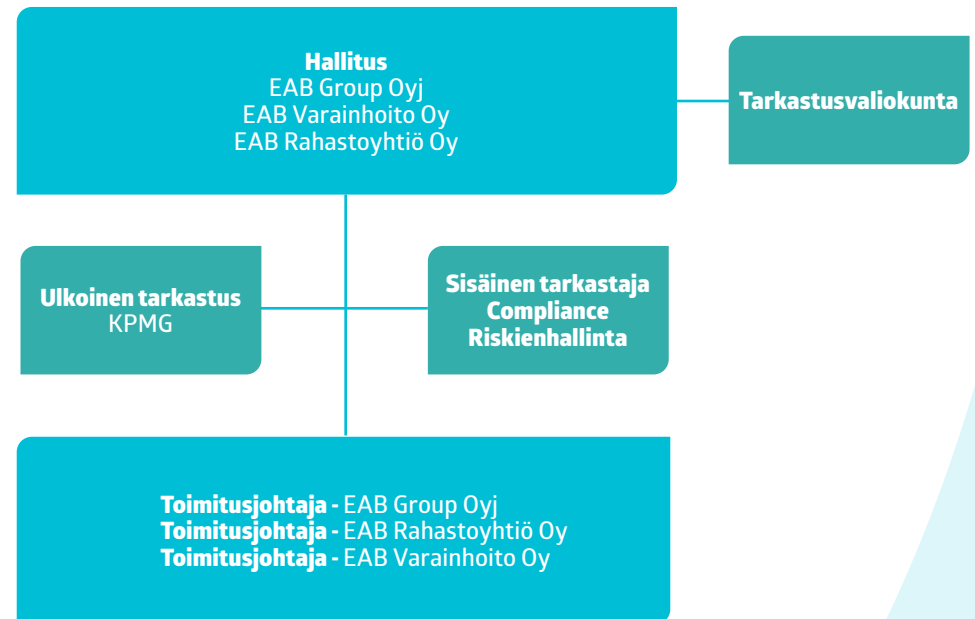 Hallitus
EAB Group Oyj
EAB Varainhoito Oy
EAB Rahastoyhtiö Oy
Tarkastusvaliokunta
Ulkoinen tarkastus
KPMG
Sisäinen tarkastaja
Compliance
Riskienhallinta
Toimitusjohtaja - EAB Group Oyj
Toimitusjohtaja - EAB Rahastoyhtiö Oy
Toimitusjohtaja - EAB Varainhoito Oy